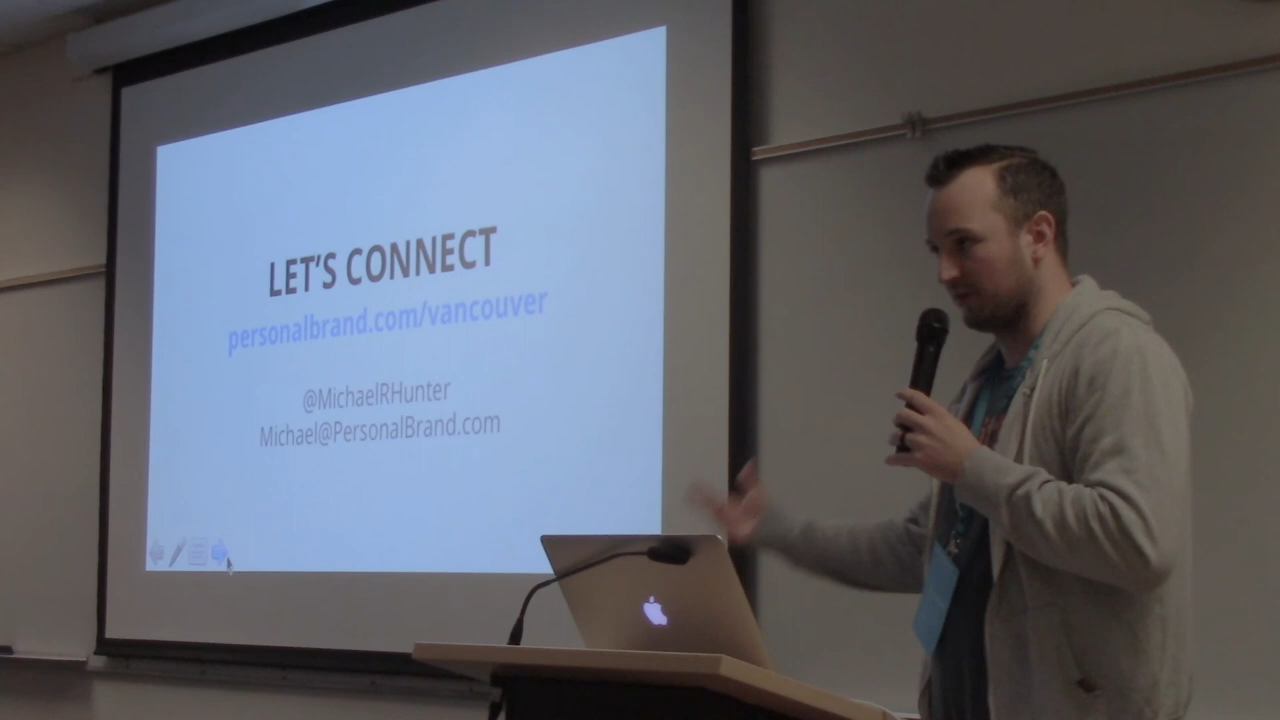 LET'S CONNECT
personalbrand.com/vancouver
@MichaelRHunter
Michael@PersonalBrand.com